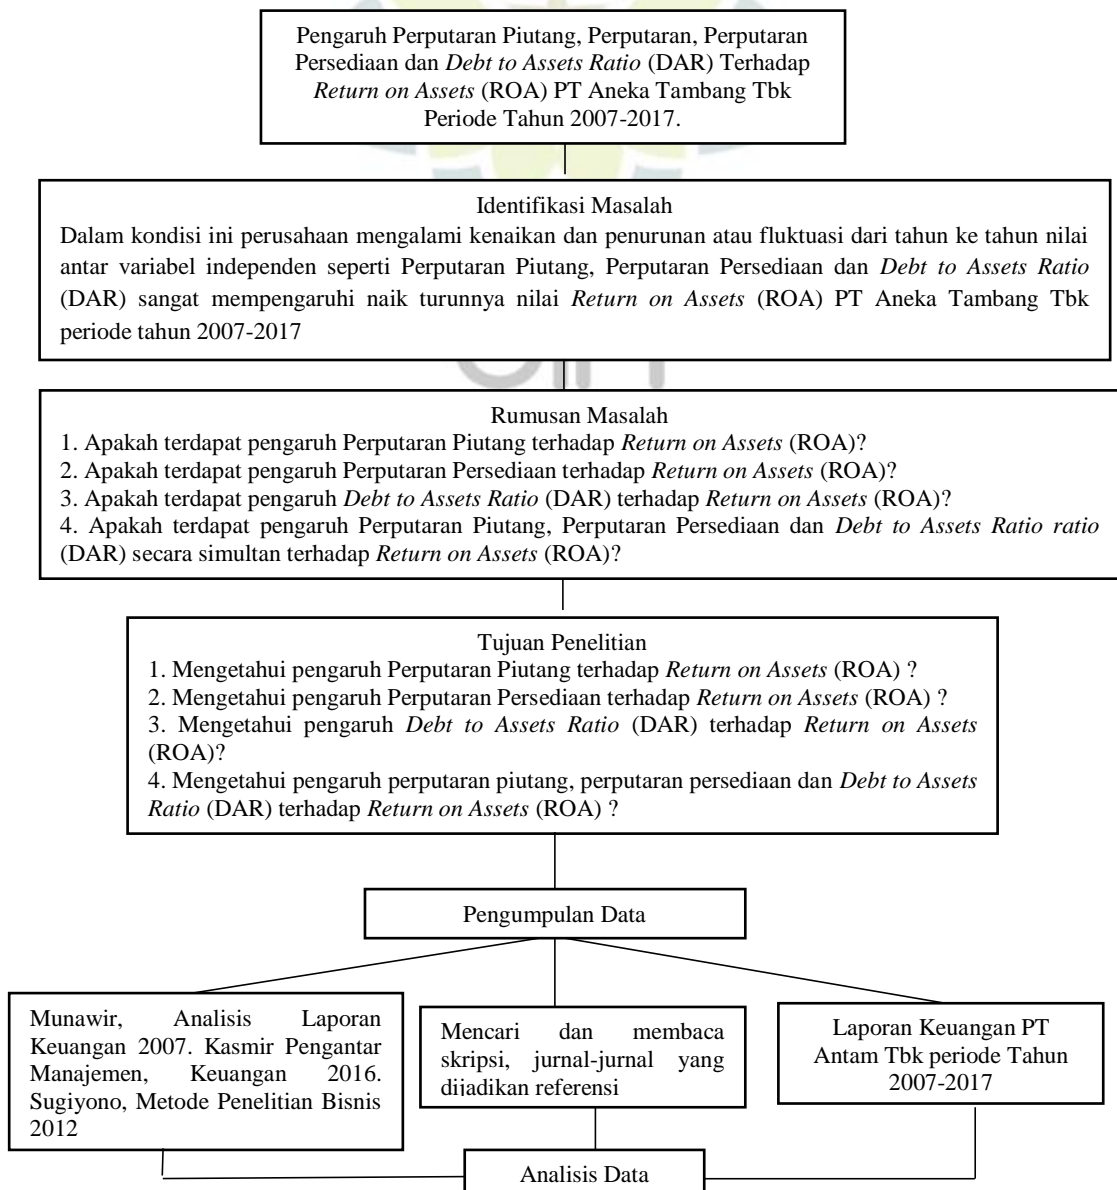 Pengaruh Perputaran Piutang, Perputaran, Perputaran
Persediaan dan Debt to Assets Ratio (DAR) Terhadap
Return on Assets (ROA) PT Aneka Tambang Tbk
Periode Tahun 2007-2017.
Identifikasi Masalah
Dalam kondisi ini perusahaan mengalami kenaikan dan penurunan atau fluktuasi dari tahun ke tahun nilai
antar variabel independen seperti Perputaran Piutang, Perputaran Persediaan dan Debt to Assets Ratio
(DAR) sangat mempengaruhi naik turunnya nilai Return on Assets (ROA) PT Aneka Tambang Tbk
periode tahun 2007-2017
Rumusan Masalah
1. Apakah terdapat pengaruh Perputaran Piutang terhadap Return on Assets (ROA)?
2. Apakah terdapat pengaruh Perputaran Persediaan terhadap Return on Assets (ROA)?
3. Apakah terdapat pengaruh Debt to Assets Ratio (DAR) terhadap Return on Assets (ROA)?
4. Apakah terdapat pengaruh Perputaran Piutang, Perputaran Persediaan dan Debt to Assets Ratio ratio
(DAR) secara simultan terhadap Return on Assets (ROA)?
Tujuan Penelitian
1. Mengetahui pengaruh Perputaran Piutang terhadap Return on Assets (ROA) ?
2. Mengetahui pengaruh Perputaran Persediaan terhadap Return on Assets (ROA) ?
3. Mengetahui pengaruh Debt to Assets Ratio (DAR) terhadap Return on Assets
(ROA)?
4. Mengetahui pengaruh perputaran piutang, perputaran persediaan dan Debt to Assets
Ratio (DAR) terhadap Return on Assets (ROA) ?
Pengumpulan Data
Munawir, Analisis Laporan
Keuangan 2007. Kasmir Pengantar
Manajemen, Keuangan 2016.
Sugiyono, Metode Penelitian Bisnis
2012
Mencari dan membaca
skripsi, jurnal-jurnal yang
dijadikan referensi
Laporan Keuangan PT
Antam Tbk periode Tahun
2007-2017
Analisis Data